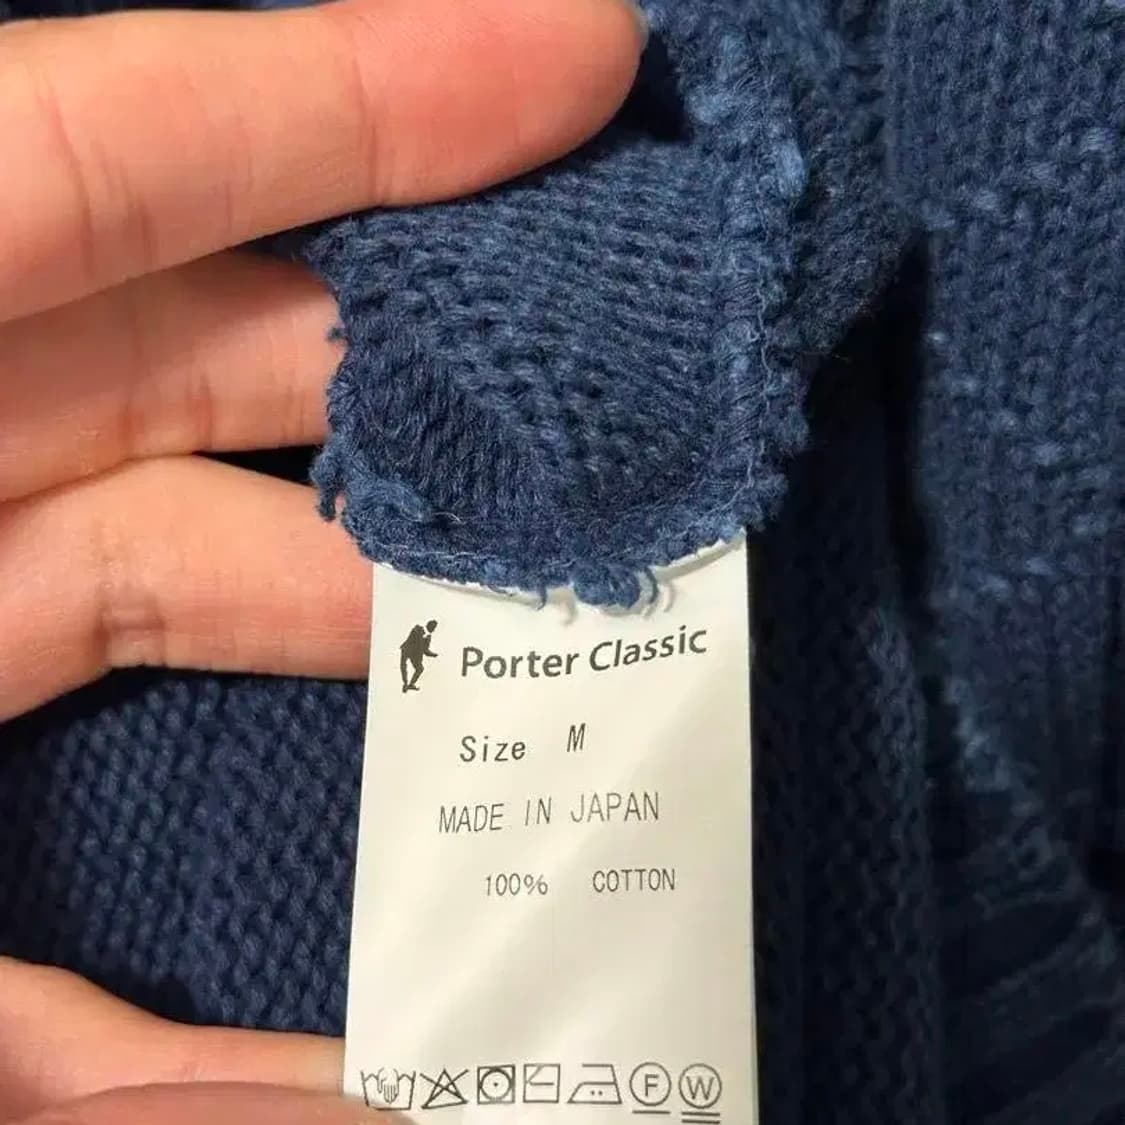 Porter Classic
Size M
MADE IN JAPAN
100% COTTON
F W